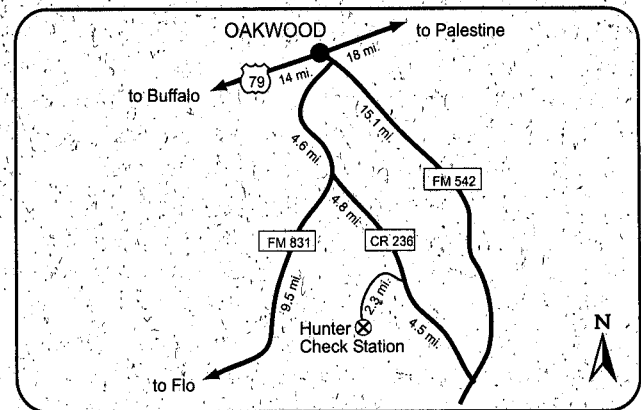 OAKWOOD
to Palestine
18 mi.
14 mi.
79
to Buffalo
15.1 mi.
4.6 mi.
FM 542
4.8 mi.
FM 831
CR 236
9.5 mi.
2.3 mi.
Hunter
Check Station
4.5 mi.
N
to Flo